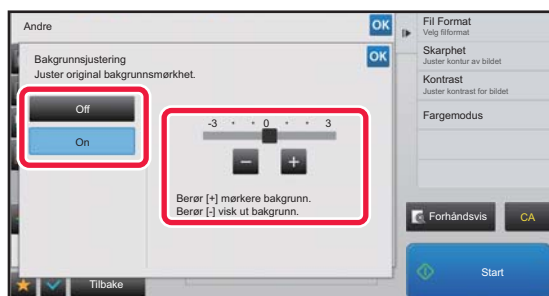 Andre
OK
Bakgrunnsjustering
OK
Juster original bakgrunnsmørkhet.
Off
On
-3 0 3
- +
Berør [+] mørkere bakgrunn.
Berør [-] visk ut bakgrunn.
Tilbake
Fil Format
Velg filformat
Skarphet
Juster kontur av bildet
Kontrast
Juster kontrast for bildet
Fargemodus
Forhåndsvis
CA
Start